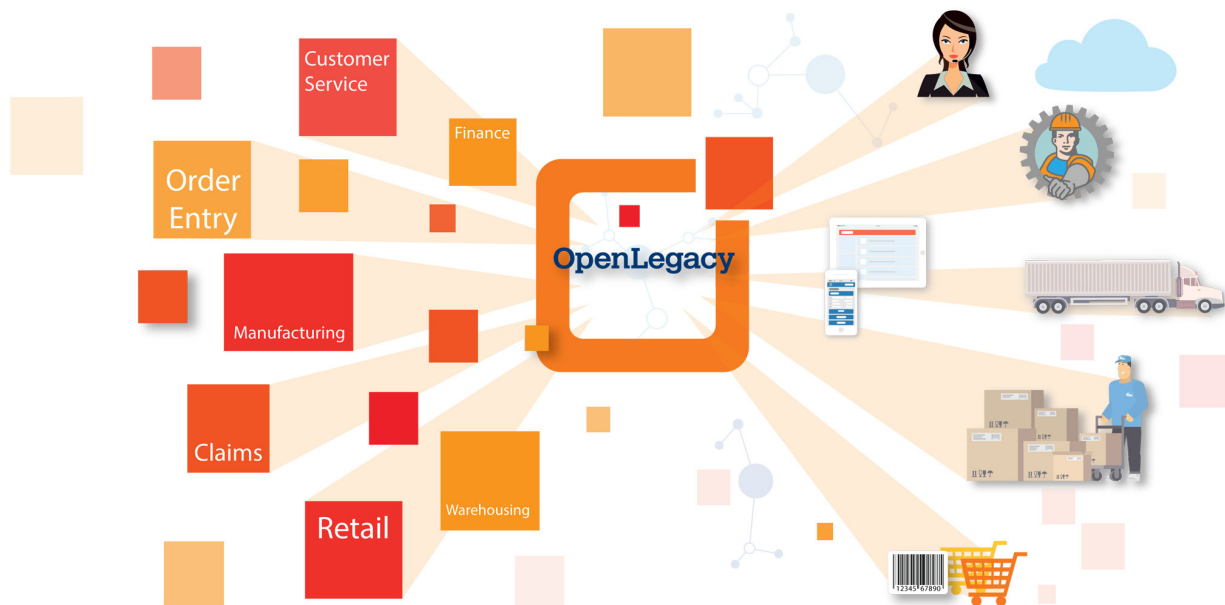 Customer
Service
Finance
Order
Entry
OpenLegacy
Manufacturing
Claims
Retail
Warehousing
12345 67890